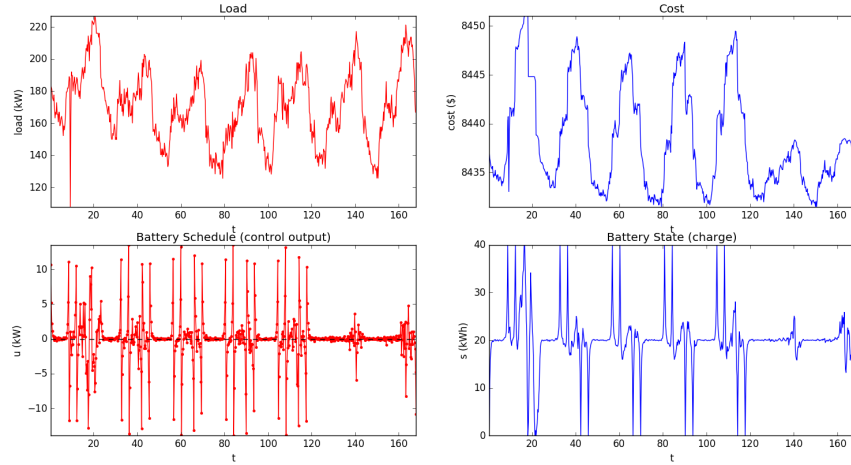 Load
load (kW)
220
200
180
160
140
120
20 40 60 80 100 120 140 160
t
Cost
cost ($)
8450
8445
8440
8435
20 40 60 80 100 120 140 160
t
Battery Schedule (control output)
u (kW)
10
5
0
−5
−10
20 40 60 80 100 120 140 160
t
Battery State (charge)
s (kWh)
40
30
20
10
0
20 40 60 80 100 120 140 160
t